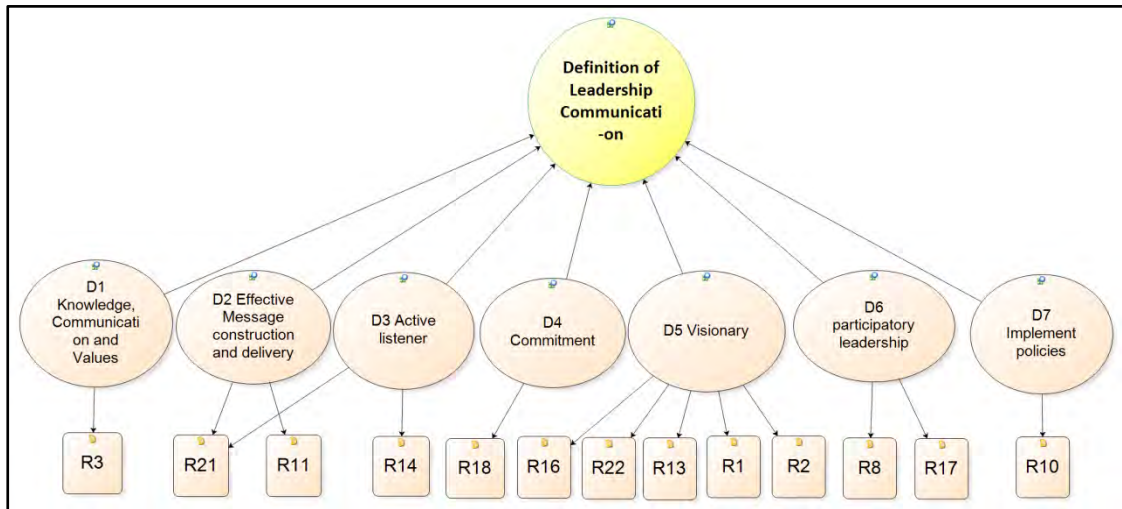 Definition of
Leadership
Communicati
-on
D1
Knowledge,
Communicati
on and
Values
D2 Effective
Message
construction
and delivery
D3 Active
listener
D4
Commitment
D5 Visionary
D6
participatory
leadership
D7
Implement
policies
R3
R21
R11
R14
R18
R16
R22
R13
R1
R2
R8
R17
R10